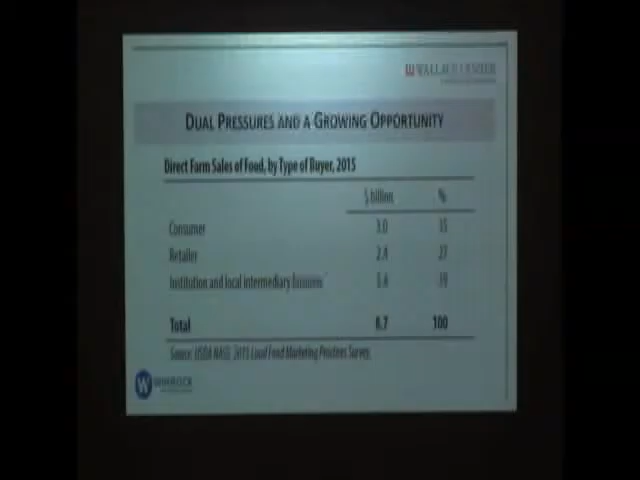 WALLACE CENTER
DUAL PRESSURES AND A GROWING OPPORTUNITY
Direct Farm Sales of Food, by Type of Buyer, 2015
$ billion %
Consumer 3.0 35
Retailer 2.4 27
Institution and local intermediary business 3.4 39
Total 8.7 100
Source: USDA NASS, 2015 Local Food Marketing Practices Survey.
W WINROCK